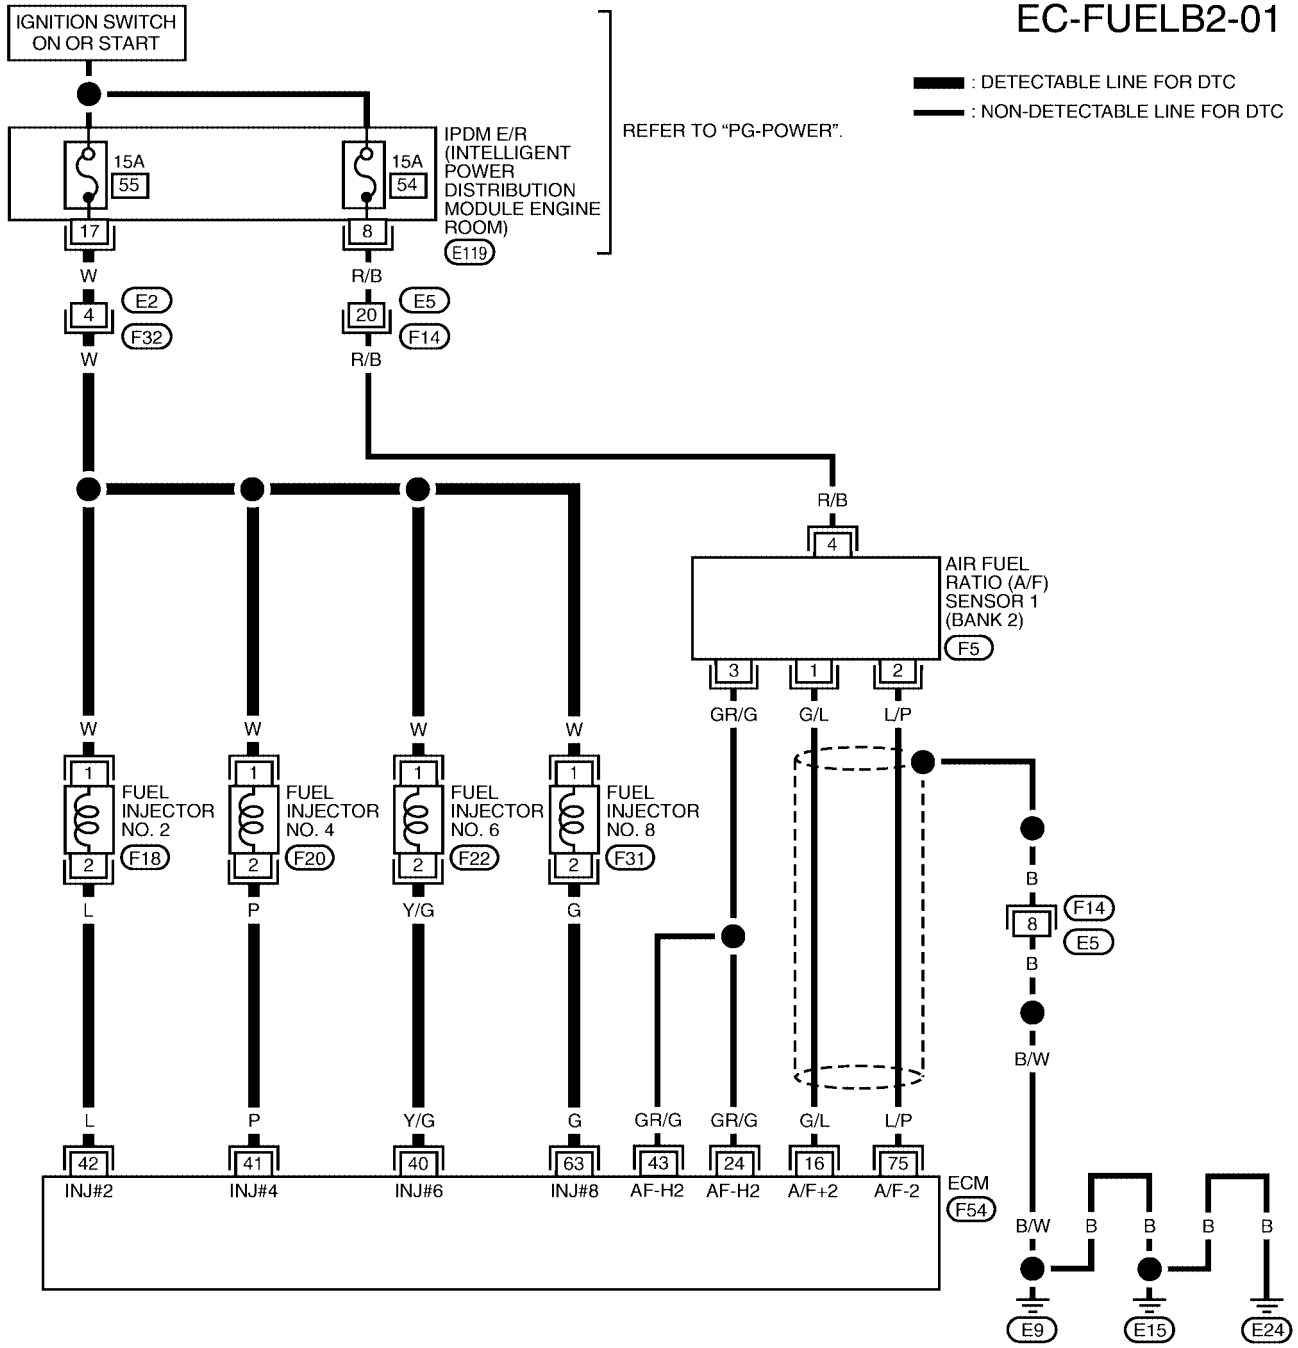 EC-FUELB2-01
IGNITION SWITCH
ON OR START
: DETECTABLE LINE FOR DTC
: NON-DETECTABLE LINE FOR DTC
REFER TO “PG-POWER”.
15A
55
15A
54
IPDM E/R
(INTELLIGENT
POWER
DISTRIBUTION
MODULE ENGINE
ROOM)
E119
17
8
W
R/B
4
E2
F32
20
E5
F14
W
R/B
R/B
4
AIR FUEL
RATIO (A/F)
SENSOR 1
(BANK 2)
F5
3
1
2
GR/G
G/L
L/P
W
W
W
W
1
1
1
1
FUEL
INJECTOR
NO. 2
F18
FUEL
INJECTOR
NO. 4
F20
FUEL
INJECTOR
NO. 6
F22
FUEL
INJECTOR
NO. 8
F31
2
2
2
2
L
P
Y/G
G
B
8
F14
E5
B
B/W
L
P
Y/G
G
GR/G
GR/G
G/L
L/P
42
41
40
63
43
24
16
75
INJ#2
INJ#4
INJ#6
INJ#8
AF-H2
AF-H2
A/F+2
A/F-2
ECM
F54
B/W
B
B
B
B
E9
E15
E24